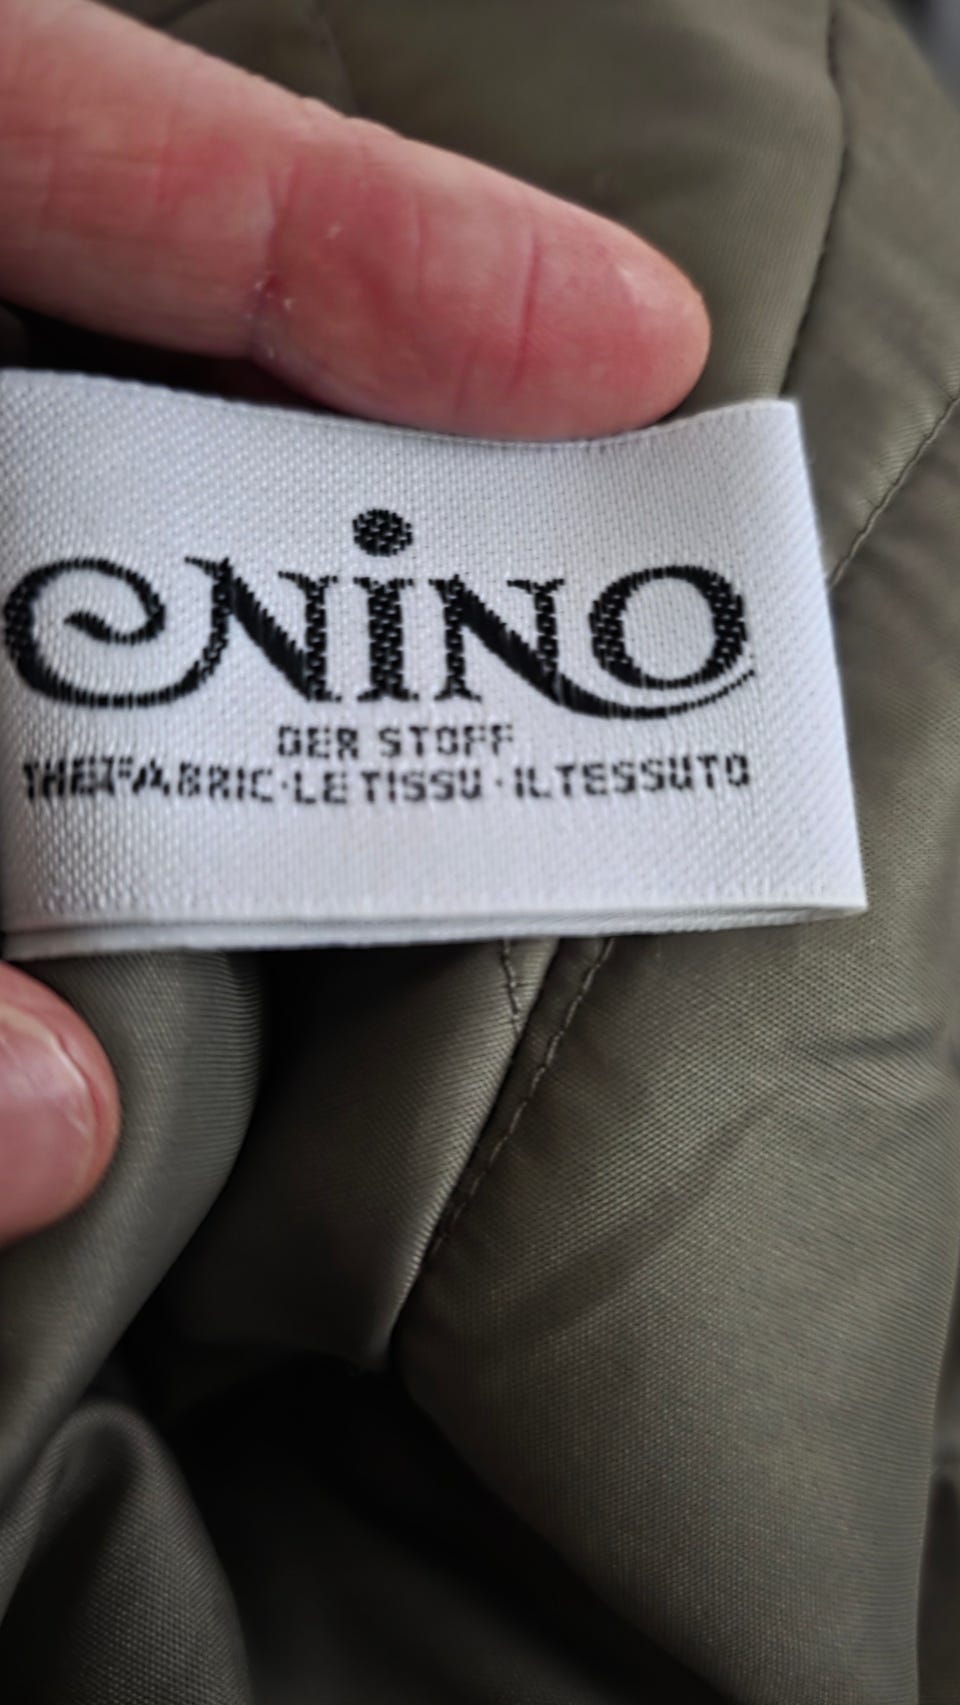 NINO
DER STOFF
THE FABRIC·LE TISSU·IL TESSUTO